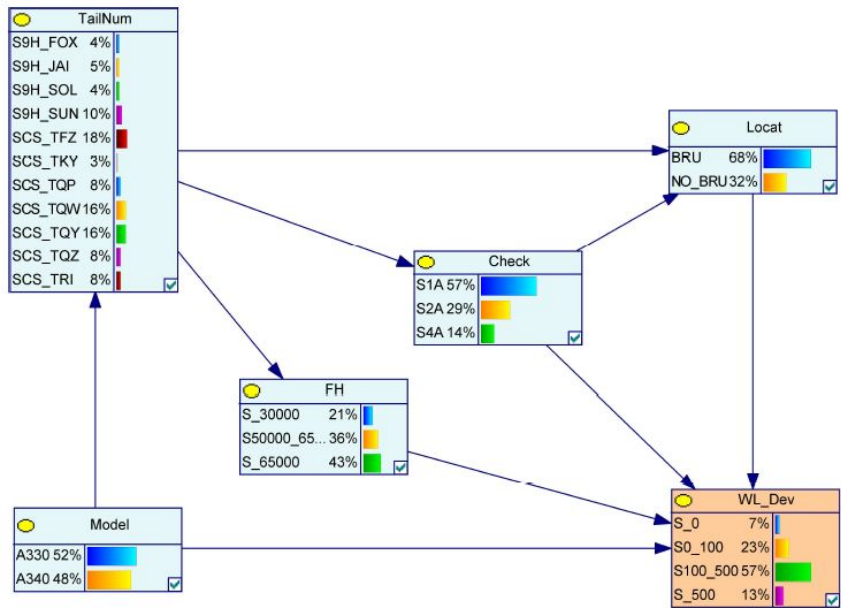 TailNum
S9H_FOX 4%
S9H_JAI 5%
S9H_SOL 4%
S9H_SUN 10%
SCS_TFZ 18%
SCS_TKY 3%
SCS_TQP 8%
SCS_TQW 16%
SCS_TQY 16%
SCS_TQZ 8%
SCS_TRI 8%
Locat
BRU 68%
NO_BRU 32%
Check
S1A 57%
S2A 29%
S4A 14%
FH
S_30000 21%
S50000_65... 36%
S_65000 43%
Model
A330 52%
A340 48%
WL_Dev
S_0 7%
S0_100 23%
S100_500 57%
S_500 13%